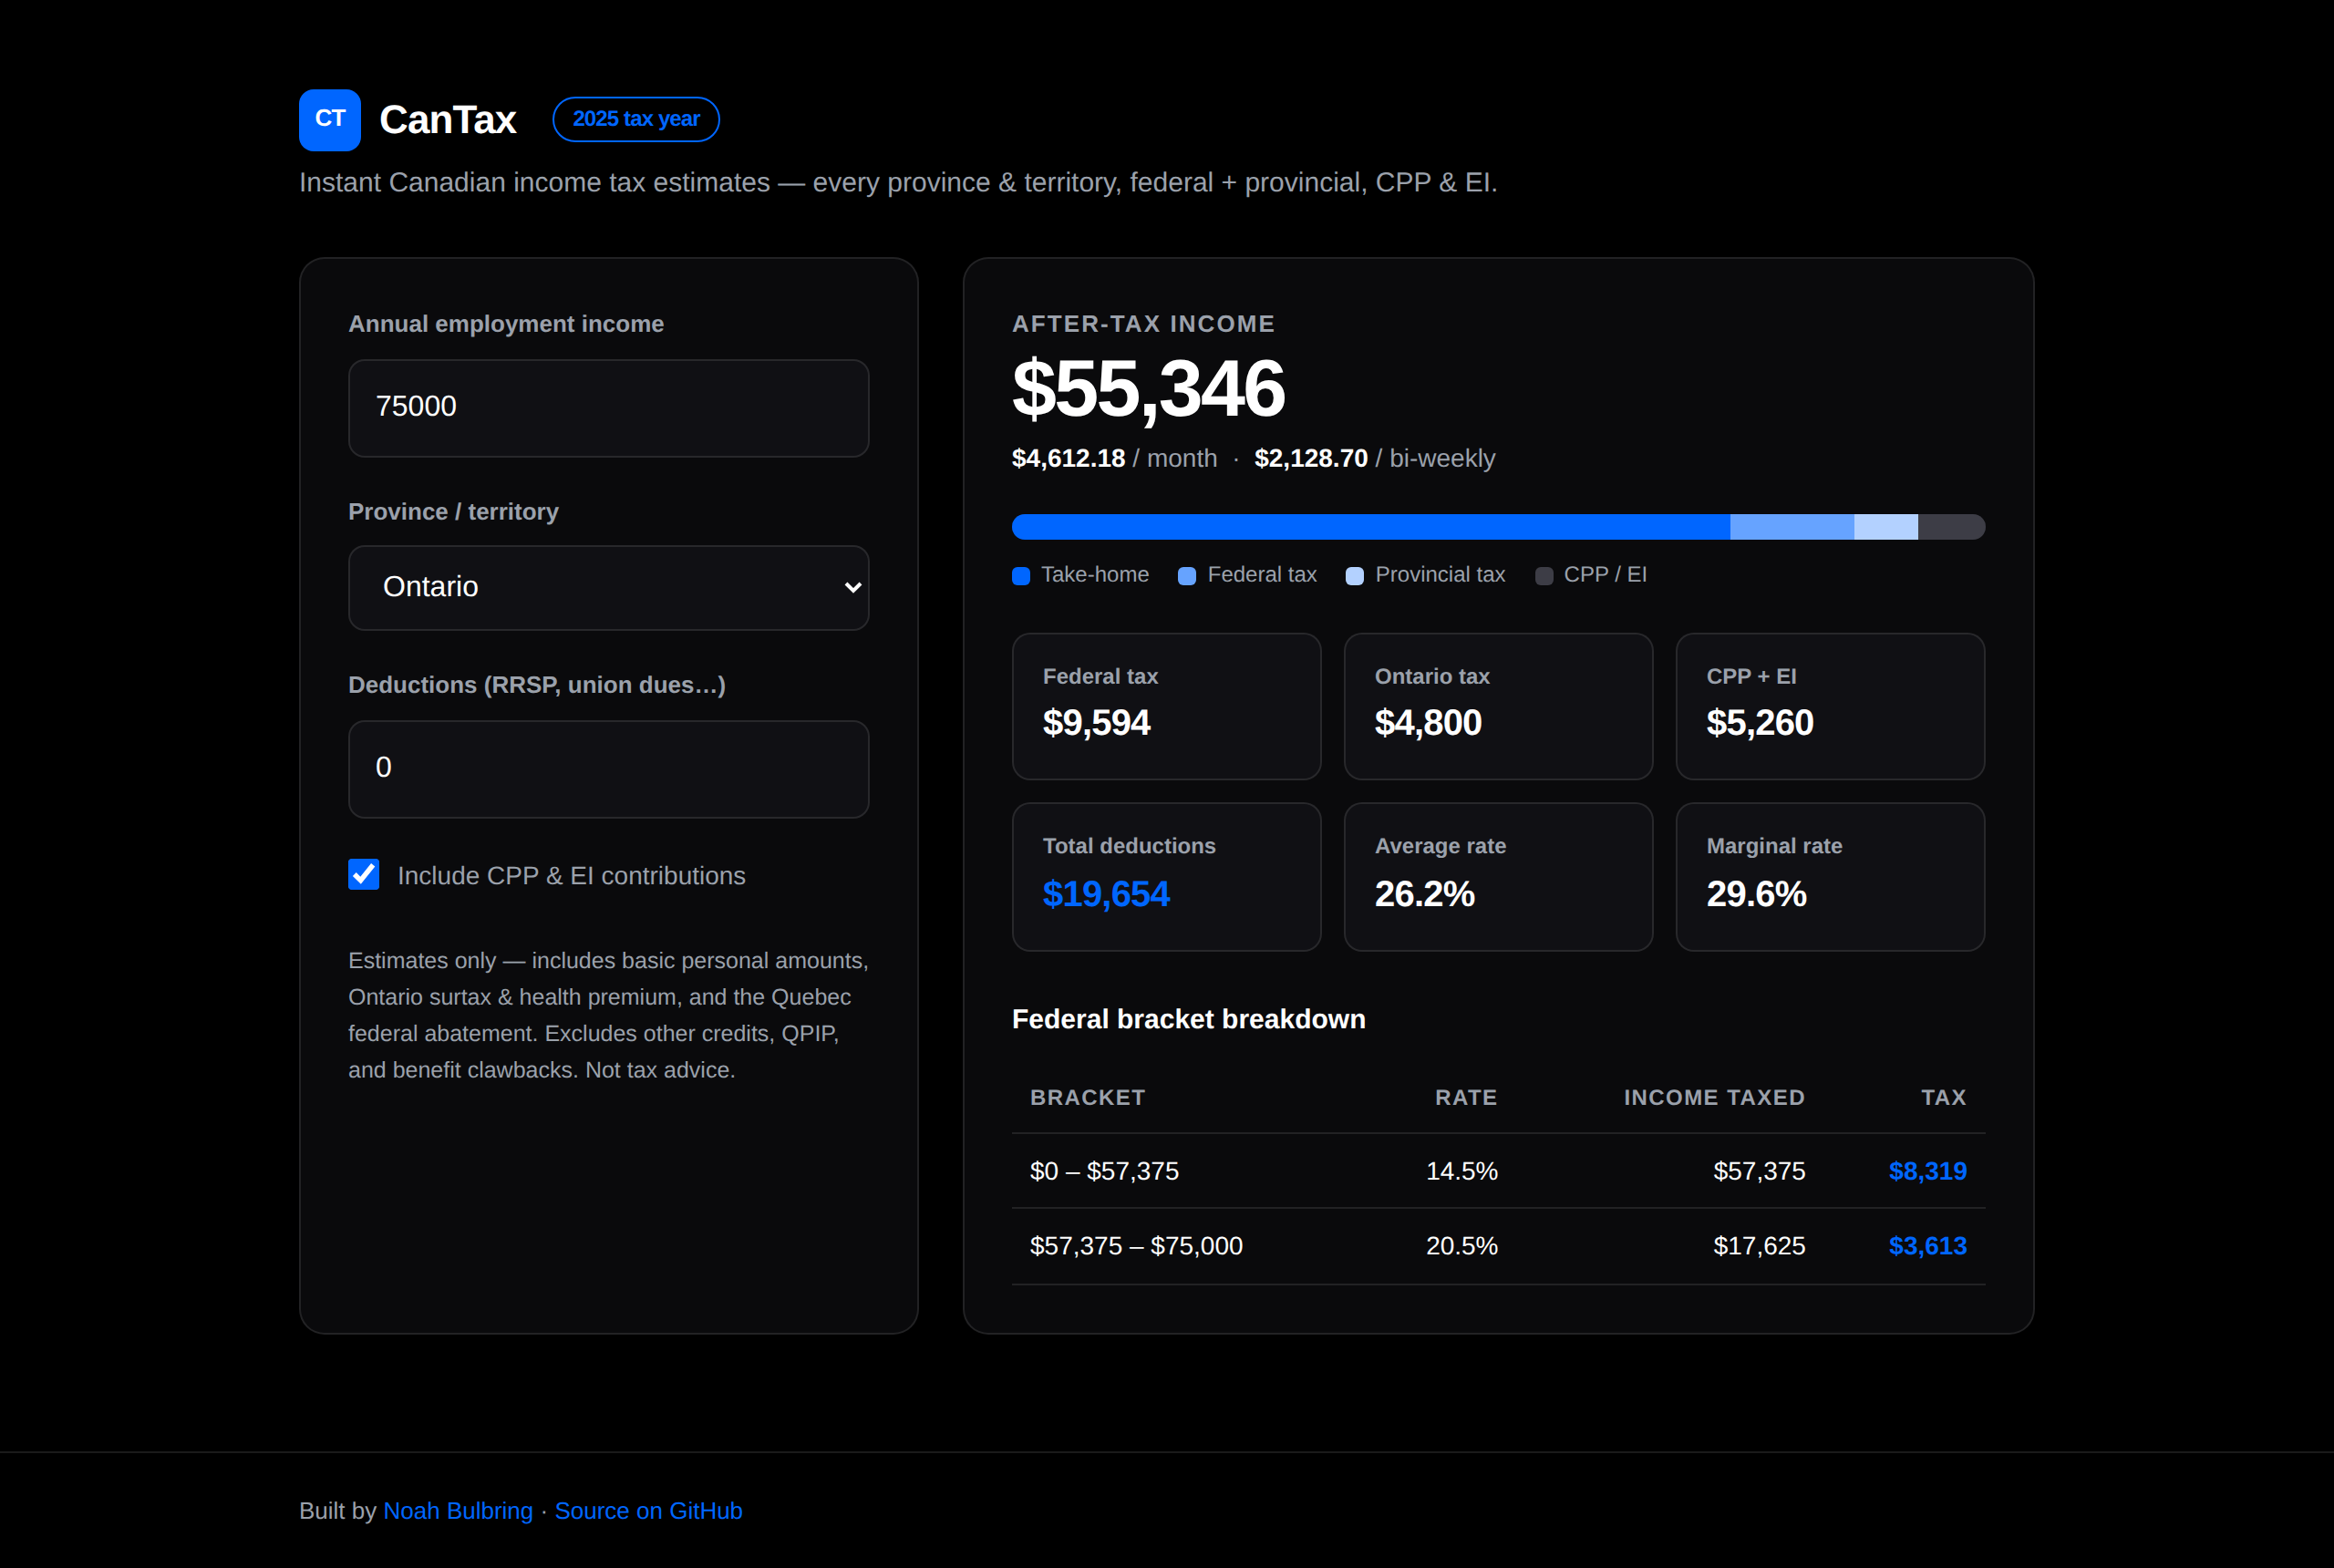 CT CanTax 2025 tax year
Instant Canadian income tax estimates — every province & territory, federal + provincial, CPP & EI.
Annual employment income
75000
Province / territory
Ontario
Deductions (RRSP, union dues…)
0
Include CPP & EI contributions
Estimates only — includes basic personal amounts,
Ontario surtax & health premium, and the Quebec
federal abatement. Excludes other credits, QPIP,
and benefit clawbacks. Not tax advice.
AFTER-TAX INCOME
$55,346
$4,612.18 / month · $2,128.70 / bi-weekly
Take-home Federal tax Provincial tax CPP / EI
Federal tax
$9,594
Ontario tax
$4,800
CPP + EI
$5,260
Total deductions
$19,654
Average rate
26.2%
Marginal rate
29.6%
Federal bracket breakdown
BRACKET RATE INCOME TAXED TAX
$0 – $57,375 14.5% $57,375 $8,319
$57,375 – $75,000 20.5% $17,625 $3,613
Built by Noah Bulbring · Source on GitHub